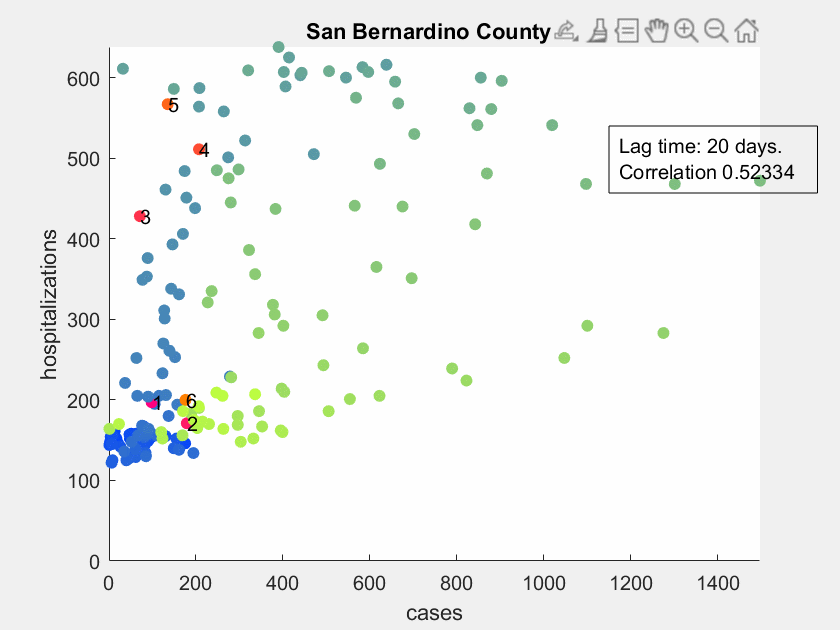 San Bernardino County
600
500
400
300
200
100
0
hospitalizations
5
4
3
1
6
2
Lag time: 20 days.
Correlation 0.52334
0 200 400 600 800 1000 1200 1400
cases